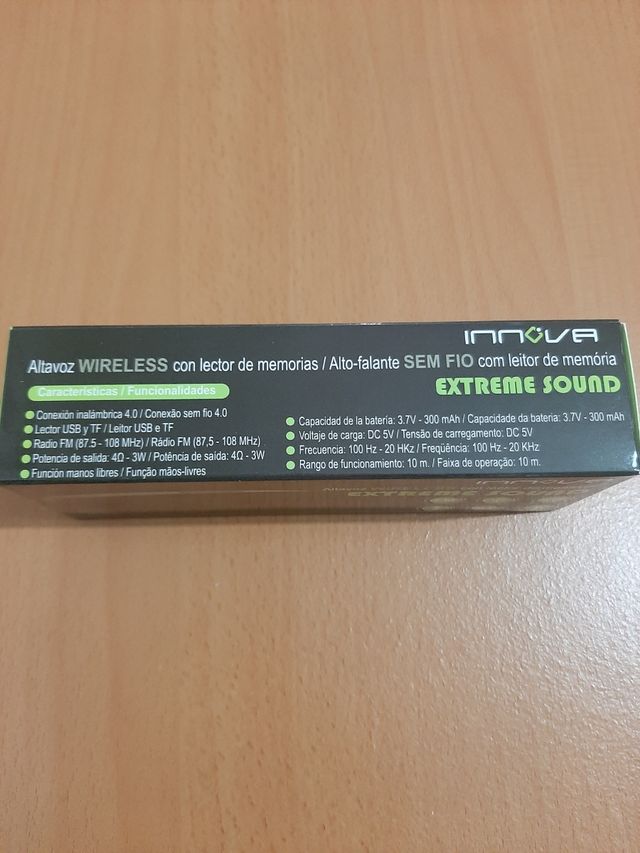 INNOVA
Altavoz WIRELESS con lector de memorias / Alto-falante SEM FIO com leitor de memória
EXTREME SOUND
Características / Funcionalidades
Conexión inalámbrica 4.0 / Conexão sem fio 4.0
Lector USB y TF / Leitor USB e TF
Radio FM (87.5 - 108 MHz) / Rádio FM (87,5 - 108 MHz)
Potencia de salida: 4Ω - 3W / Potência de saída: 4Ω - 3W
Función manos libres / Função mãos-livres
Capacidad de la batería: 3.7V - 300 mAh / Capacidade da bateria: 3.7V - 300 mAh
Voltaje de carga: DC 5V / Tensão de carregamento: DC 5V
Frecuencia: 100 Hz - 20 HKz / Freqüência: 100 Hz - 20 KHz
Rango de funcionamiento: 10 m. / Faixa de operação: 10 m.